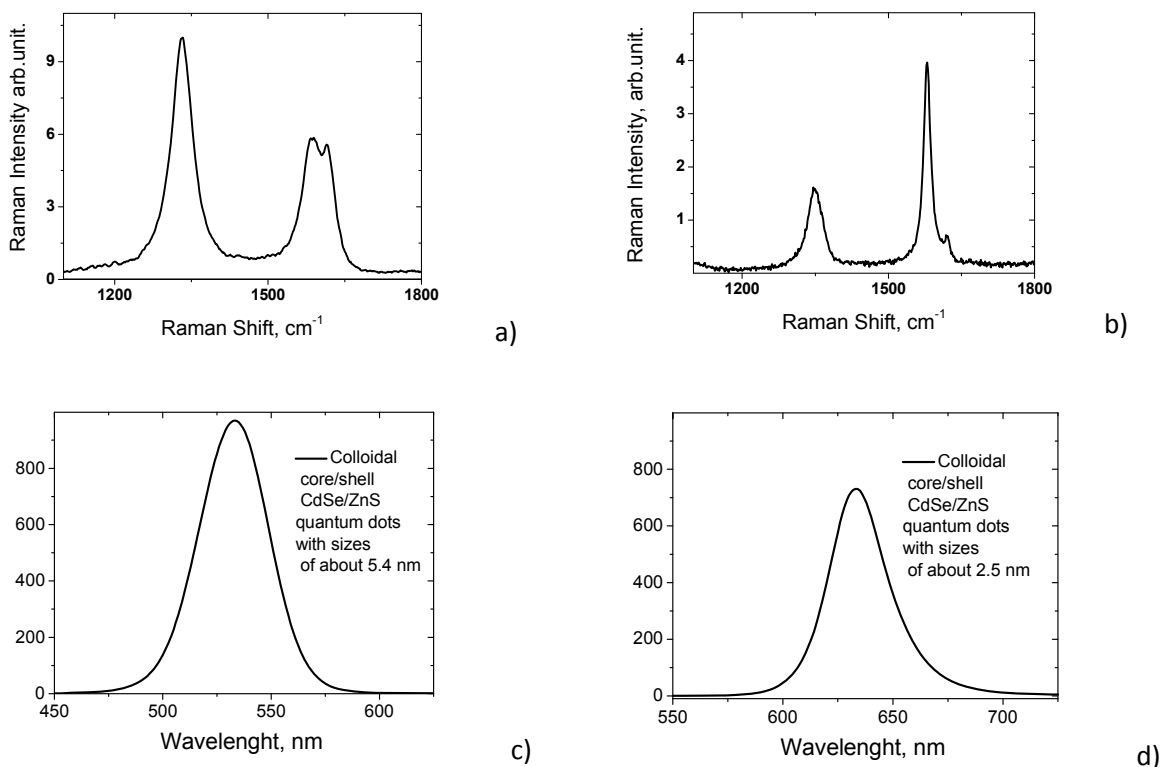 Raman Intensity arb.unit.
9
6
3
0
1200 1500 1800
Raman Shift, cm-1
a)
Raman Intensity, arb.unit.
4
3
2
1
1200 1500 1800
Raman Shift, cm-1
b)
800
600
400
200
0
450 500 550 600
Colloidal
core/shell
CdSe/ZnS
quantum dots
with sizes
of about 5.4 nm
Wavelenght, nm
c)
800
600
400
200
0
550 600 650 700
Colloidal
core/shell
CdSe/ZnS
quantum dots
with sizes
of about 2.5 nm
Wavelenght, nm
d)